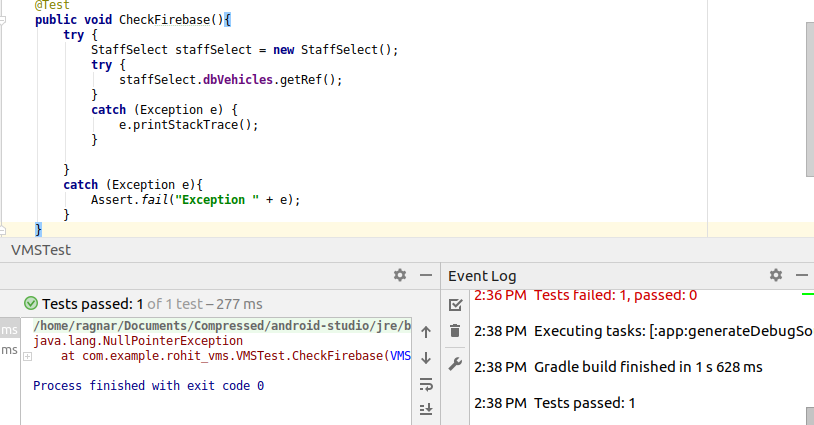 @Test
public void CheckFirebase(){
try {
StaffSelect staffSelect = new StaffSelect();
try {
staffSelect.dbVehicles.getRef();
}
catch (Exception e) {
e.printStackTrace();
}
}
catch (Exception e){
Assert.fail("Exception " + e);
}
}
VMSTest
Tests passed: 1 of 1 test – 277 ms
ms
ms
/home/ragnar/Documents/Compressed/android-studio/jre/b
java.lang.NullPointerException
at com.example.rohit_vms.VMSTest.CheckFirebase(VMS
Process finished with exit code 0
Event Log
2:36 PM Tests failed: 1, passed: 0
2:38 PM Executing tasks: [:app:generateDebugSo
2:38 PM Gradle build finished in 1 s 628 ms
2:38 PM Tests passed: 1